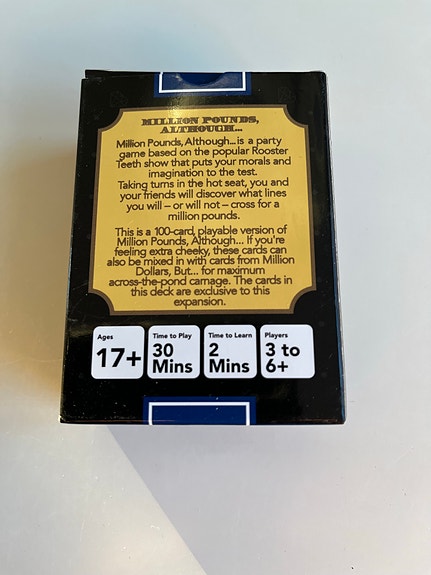 MILLION POUNDS,
ALTHOUGH...
Million Pounds, Although... is a party
game based on the popular Rooster
Teeth show that puts your morals and
imagination to the test.
Taking turns in the hot seat, you and
your friends will discover what lines
you will – or will not – cross for a
million pounds.
This is a 100-card, playable version of
Million Pounds, Although... If you're
feeling extra cheeky, these cards can
also be mixed in with cards from Million
Dollars, But... for maximum
across-the-pond carnage. The cards in
this deck are exclusive to this
expansion.
Ages
17+
Time to Play
30
Mins
Time to Learn
2
Mins
Players
3 to
6+